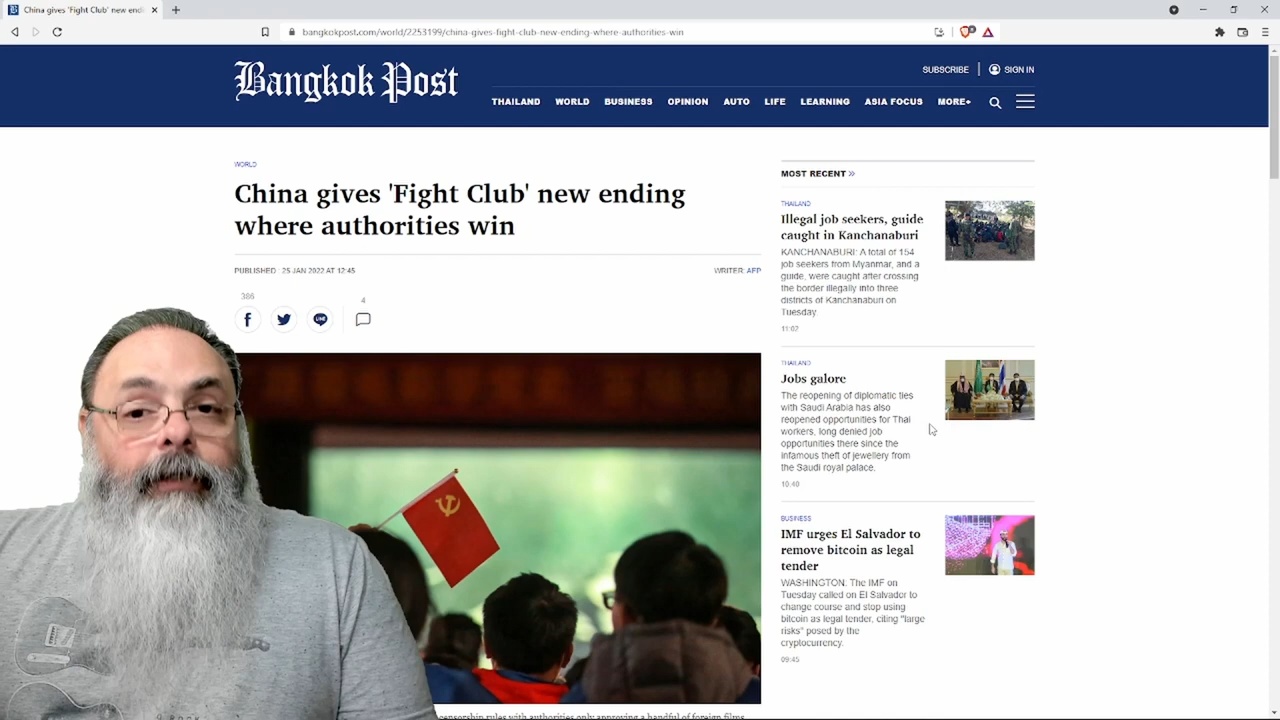 China gives 'Fight Club' new endi
bangkokpost.com/world/2253199/china-gives-fight-club-new-ending-where-authorities-win
Bangkok Post
SUBSCRIBE
SIGN IN
THAILAND WORLD BUSINESS OPINION AUTO LIFE LEARNING ASIA FOCUS MORE+
WORLD
China gives 'Fight Club' new ending
where authorities win
PUBLISHED : 25 JAN 2022 AT 12:45
WRITER: AFP
386
4
LINE
censorship rules with authorities only approving a handful of foreign films
MOST RECENT »
THAILAND
Illegal job seekers, guide
caught in Kanchanaburi
KANCHANABURI: A total of 154
job seekers from Myanmar, and a
guide, were caught after crossing
the border illegally into three
districts of Kanchanaburi on
Tuesday.
11:02
THAILAND
Jobs galore
The reopening of diplomatic ties
with Saudi Arabia has also
reopened opportunities for Thai
workers, long denied job
opportunities there since the
infamous theft of jewellery from
the Saudi royal palace.
10:40
BUSINESS
IMF urges El Salvador to
remove bitcoin as legal
tender
WASHINGTON: The IMF on
Tuesday called on El Salvador to
change course and stop using
bitcoin as legal tender, citing "large
risks" posed by the
cryptocurrency.
09:45